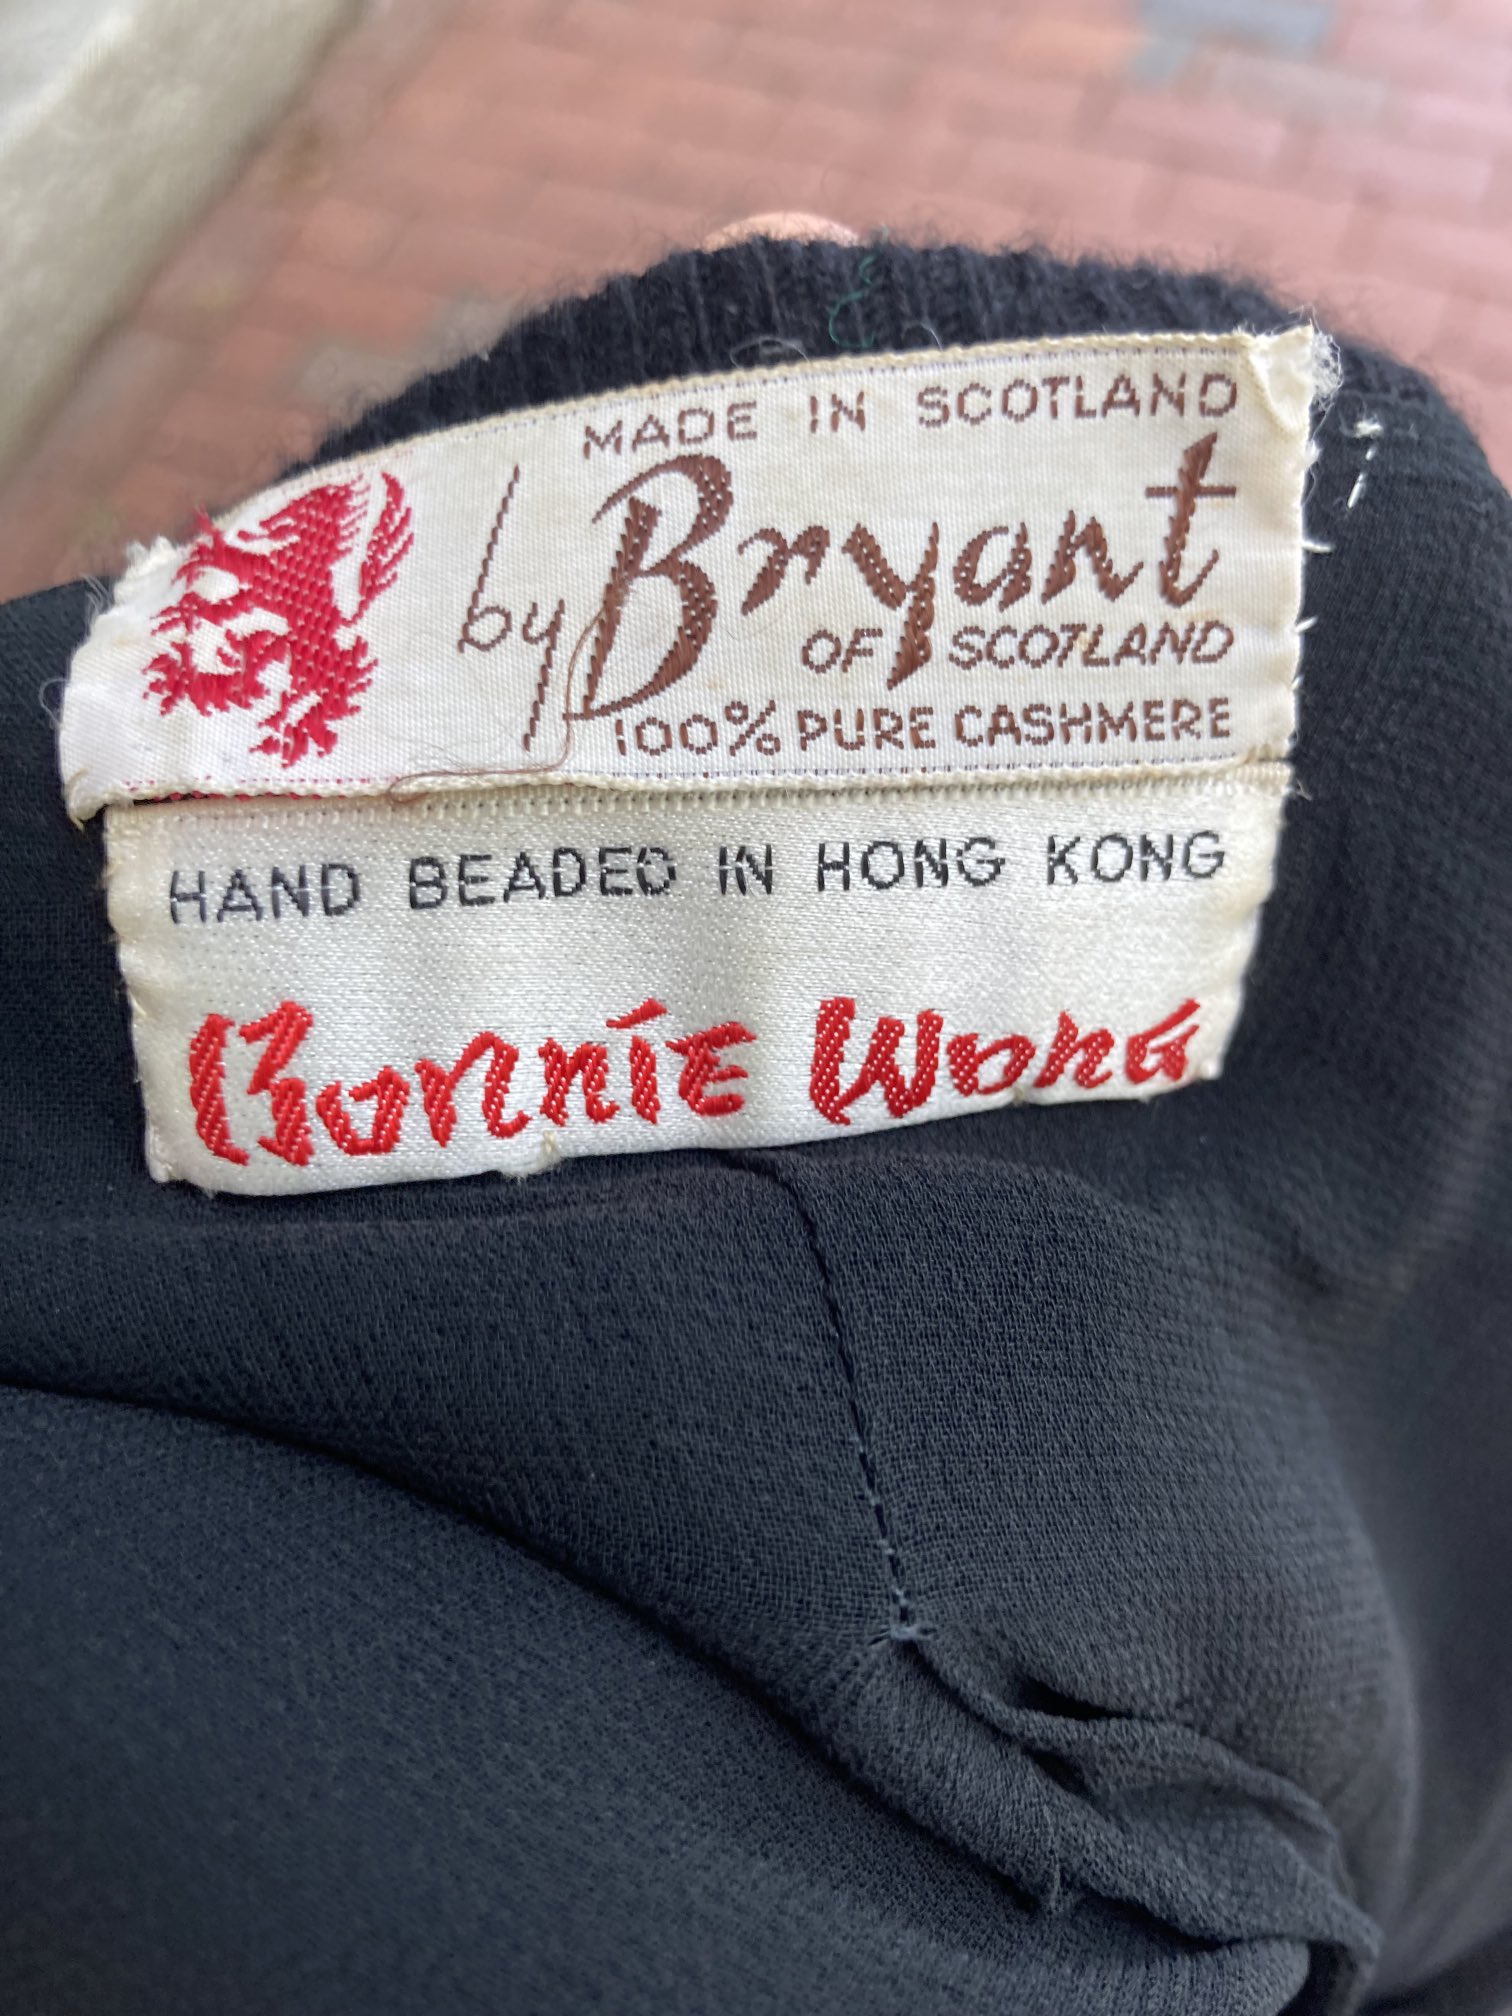 MADE IN SCOTLAND
by Bryant
OF SCOTLAND
100% PURE CASHMERE
HAND BEADED IN HONG KONG
Bonnie Wong